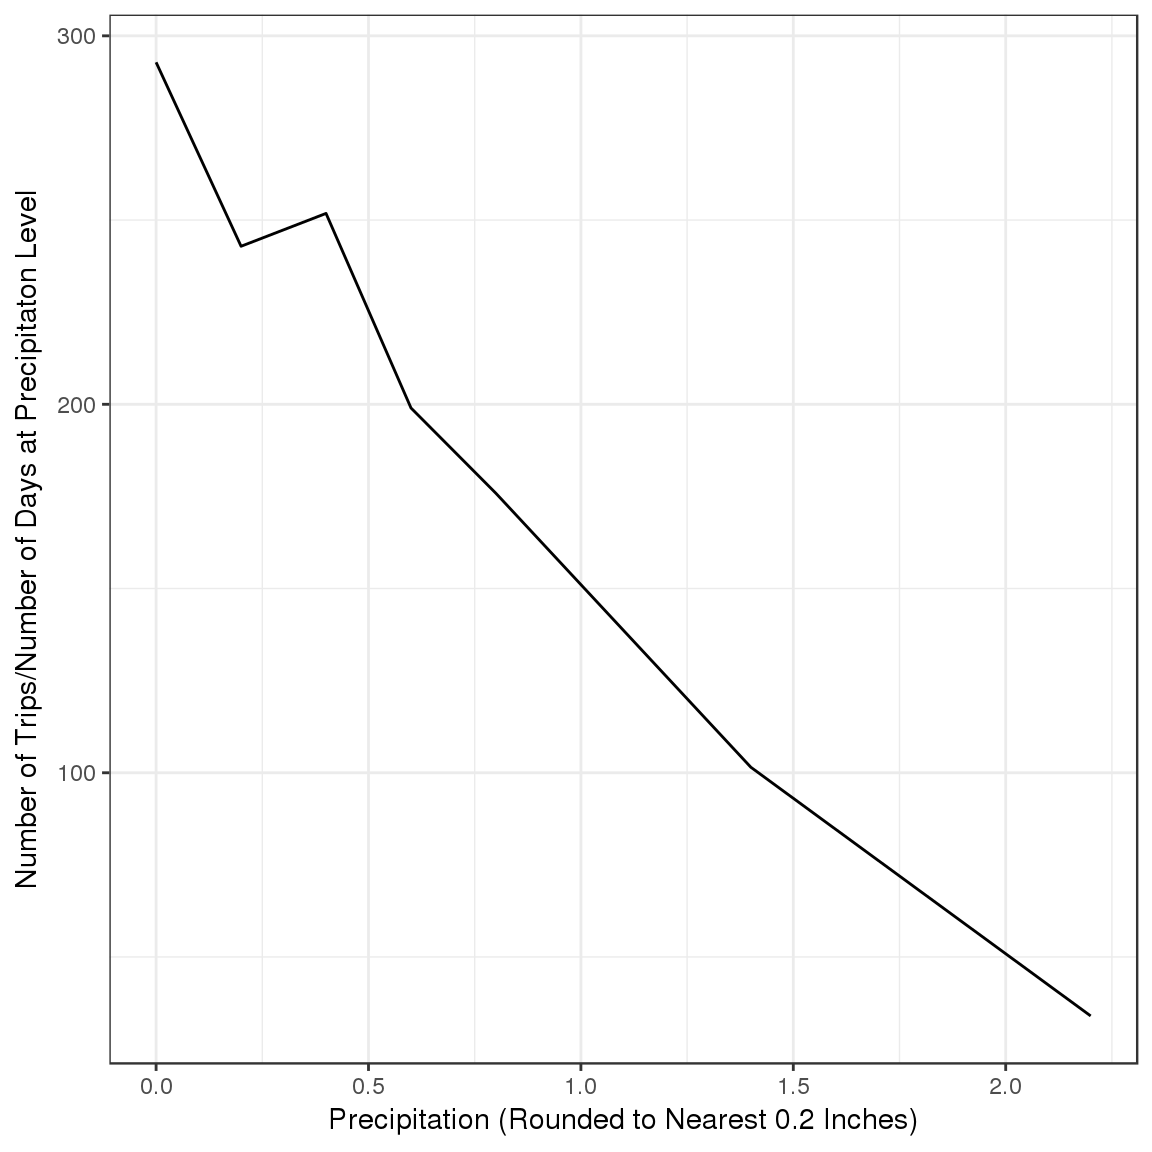 Number of Trips/Number of Days at Precipitaton Level
300
200
100
0.0 0.5 1.0 1.5 2.0
Precipitation (Rounded to Nearest 0.2 Inches)